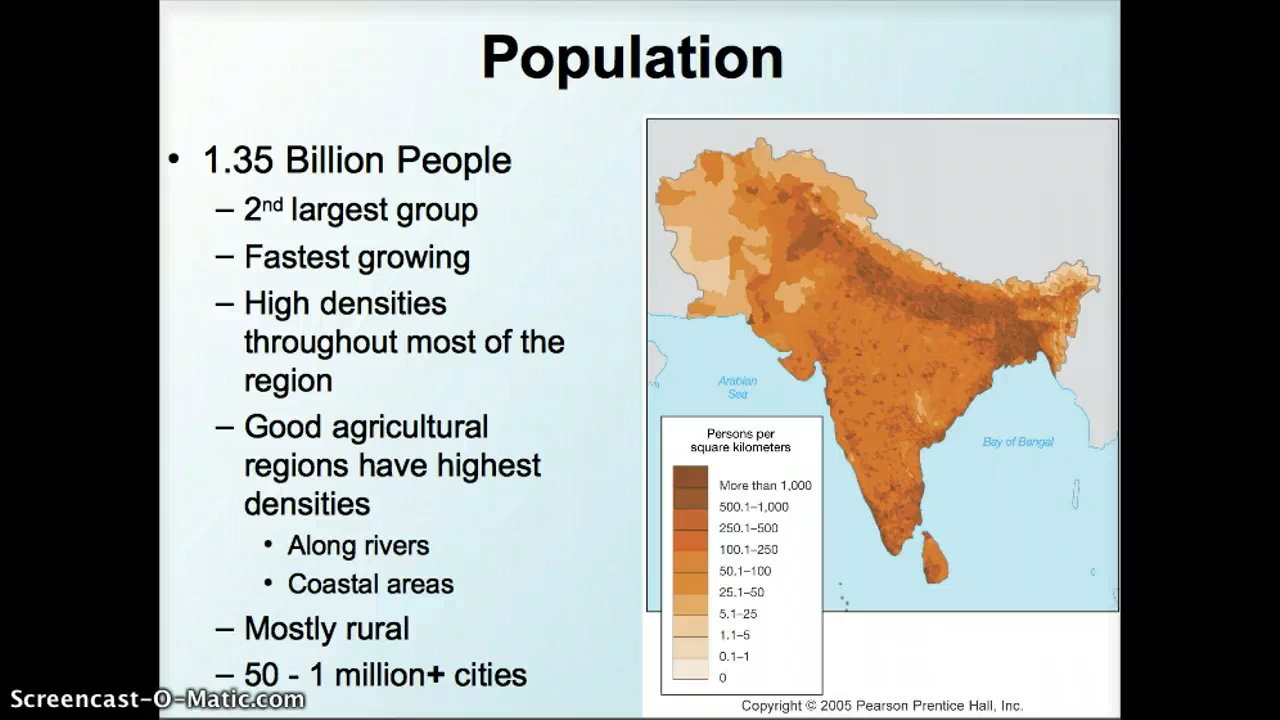 Population
• 1.35 Billion People
– 2nd largest group
– Fastest growing
– High densities
throughout most of the
region
– Good agricultural
regions have highest
densities
• Along rivers
• Coastal areas
– Mostly rural
– 50 - 1 million+ cities
Arabian
Sea
Bay of Bengal
Persons per
square kilometers
More than 1,000
500.1–1,000
250.1–500
100.1–250
50.1–100
25.1–50
5.1–25
1.1–5
0.1–1
0
Copyright © 2005 Pearson Prentice Hall, Inc.
Screencast-O-Matic.com